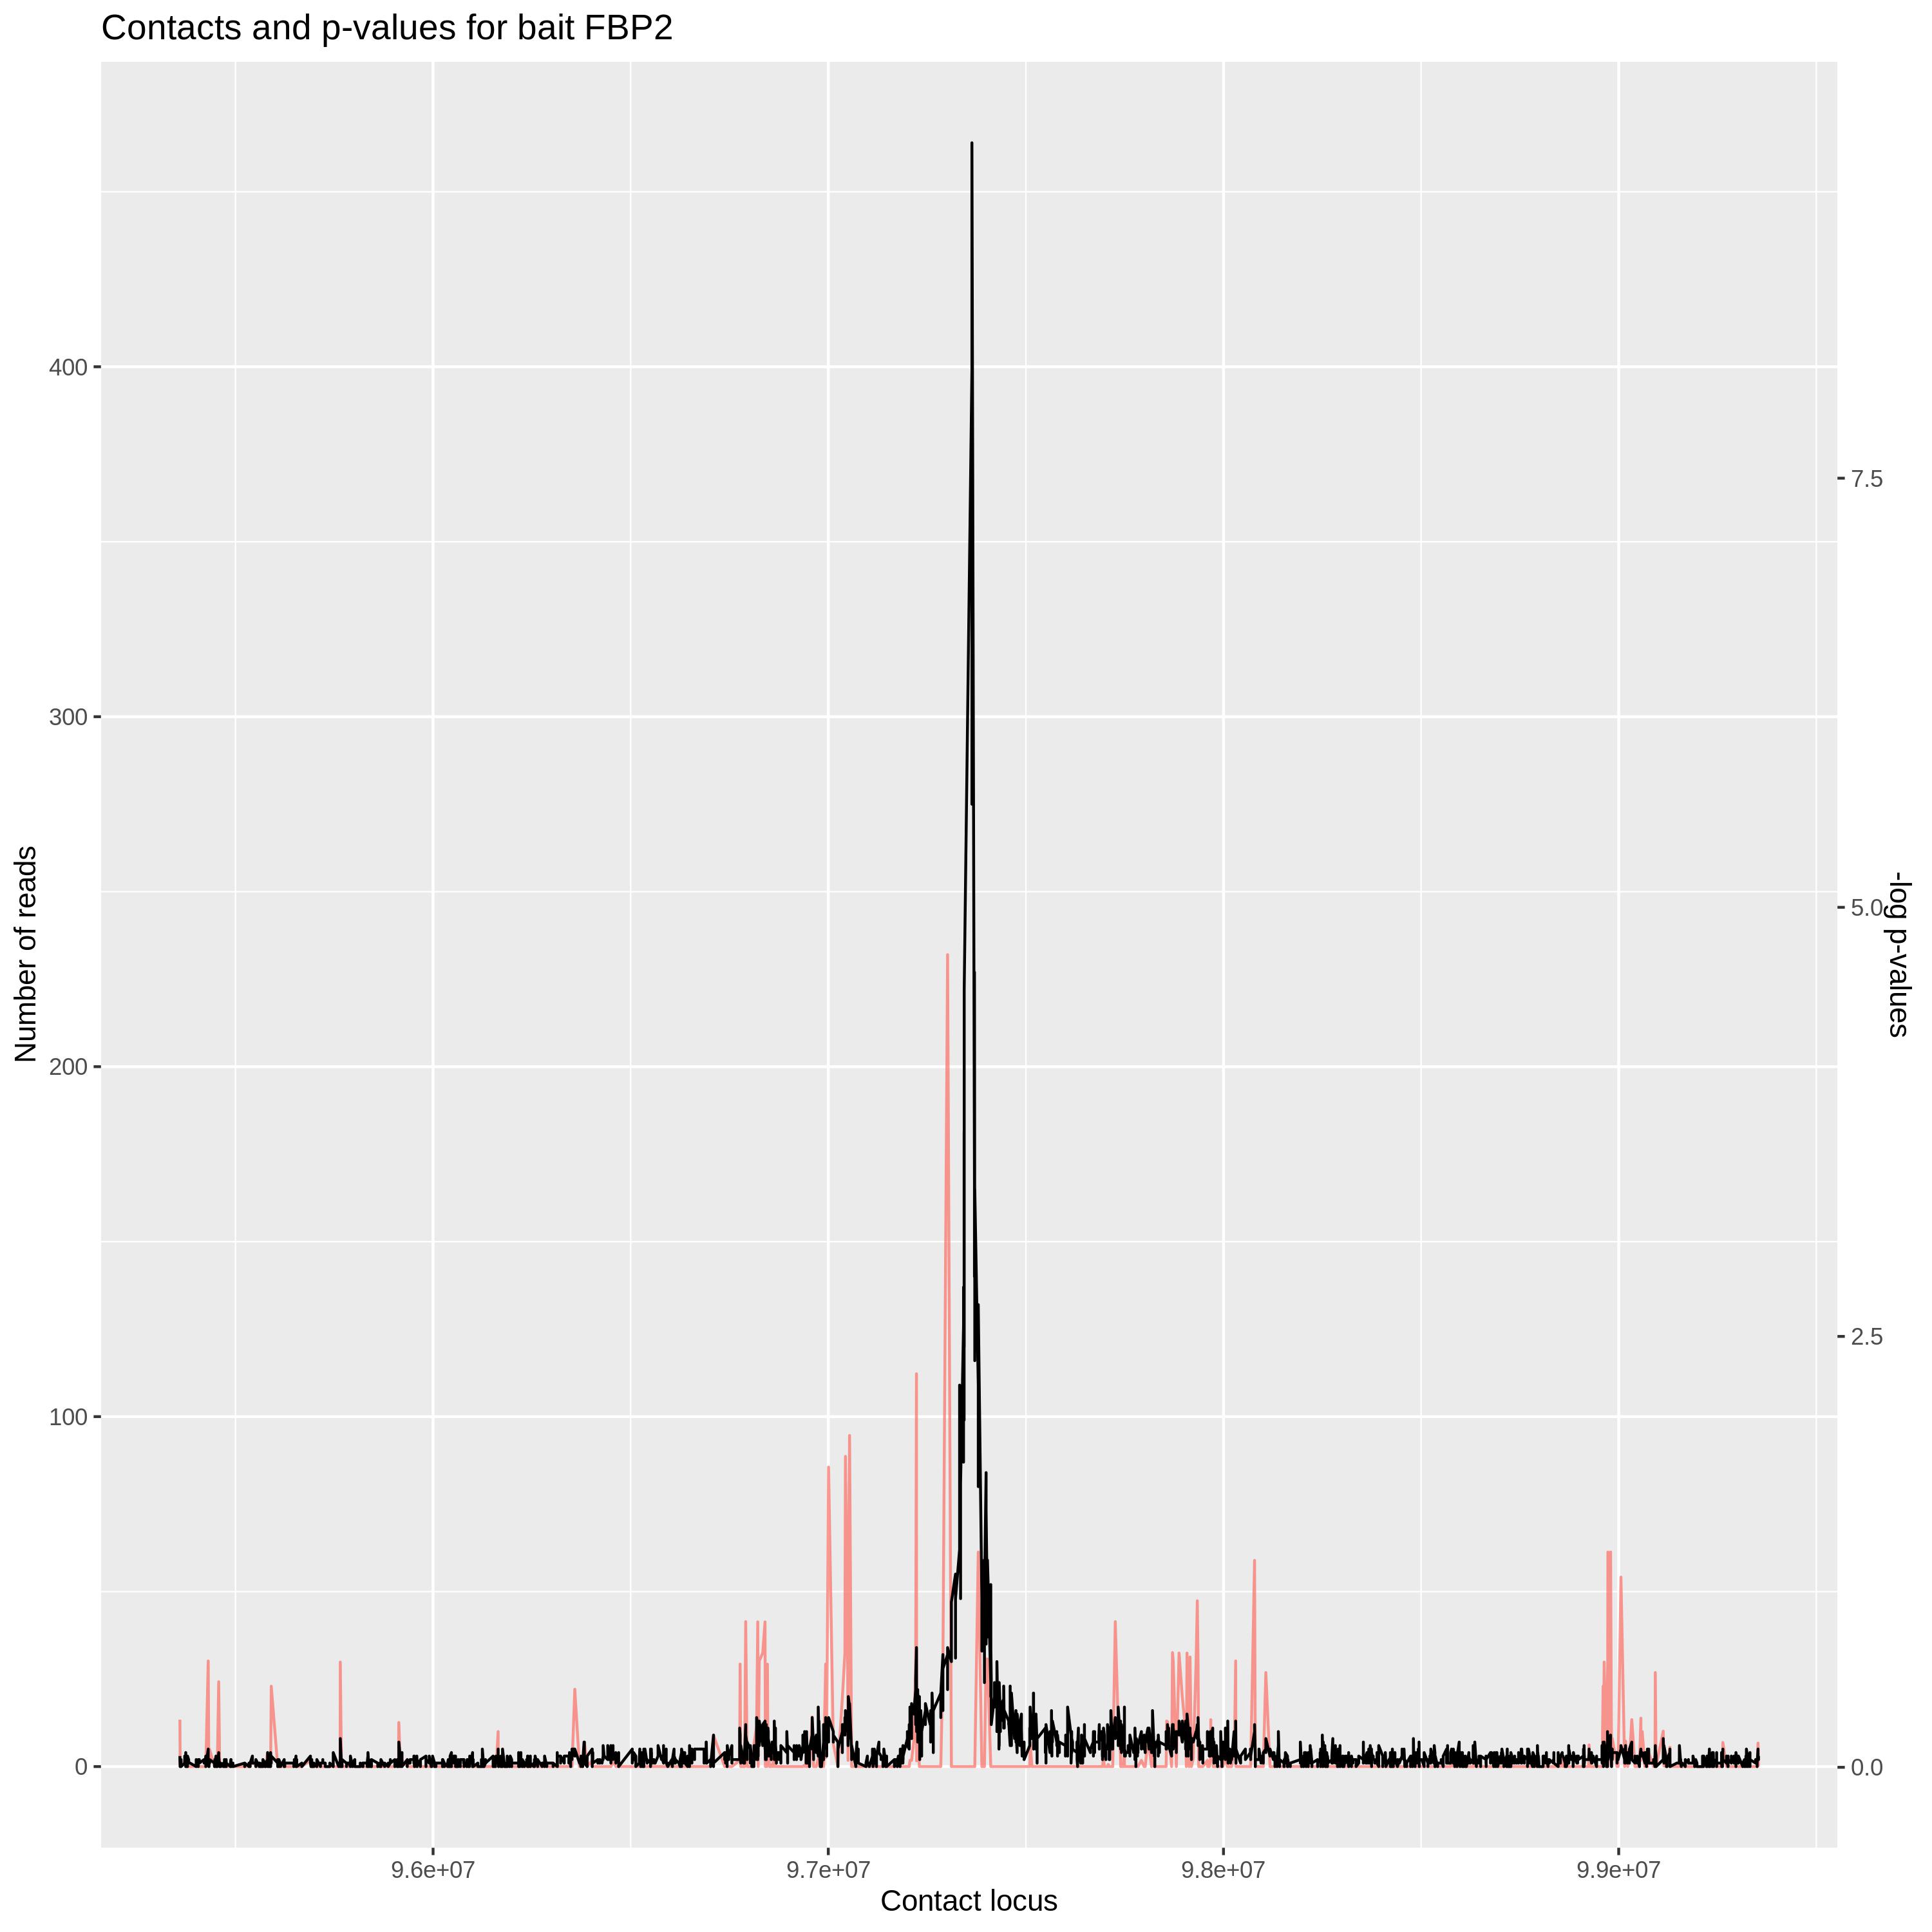 Contacts and p-values for bait FBP2
Number of reads
400
300
200
100
0
7.5
5.0
2.5
0.0
-log p-values
9.6e+07
9.7e+07
9.8e+07
9.9e+07
Contact locus